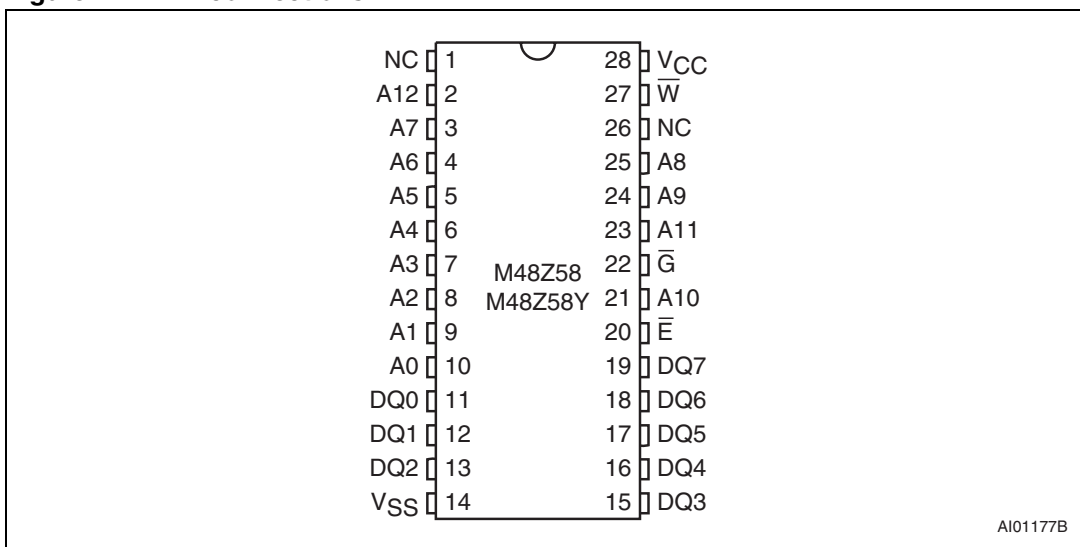 NC 1 28 VCC
A12 2 27 W̅
A7 3 26 NC
A6 4 25 A8
A5 5 24 A9
A4 6 23 A11
A3 7 M48Z58 22 G̅
A2 8 M48Z58Y 21 A10
A1 9 20 E̅
A0 10 19 DQ7
DQ0 11 18 DQ6
DQ1 12 17 DQ5
DQ2 13 16 DQ4
VSS 14 15 DQ3
AI01177B